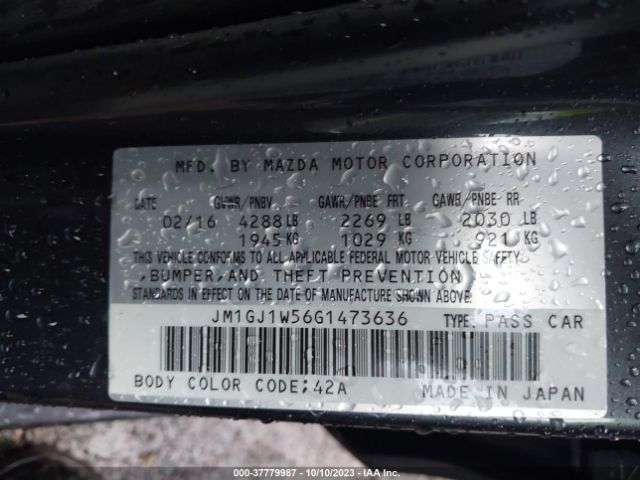 MFD. BY MAZDA MOTOR CORPORATION
GVWR/PNBV GAWR/PNBE FRT GAWR/PNBE RR
02/16 4288 LB 2269 LB 2030 LB
1945 KG 1029 KG 921 KG
THIS VEHICLE CONFORMS TO ALL APPLICABLE FEDERAL MOTOR VEHICLE SAFETY,
,BUMPER,AND THEFT PREVENTION
STANDARDS IN EFFECT ON THE DATE OF MANUFACTURE SHOWN ABOVE.
JM1GJ1W56G1473636 TYPE: PASS CAR
BODY COLOR CODE:42A MADE IN JAPAN
000-37779987 - 10/10/2023 - IAA Inc.